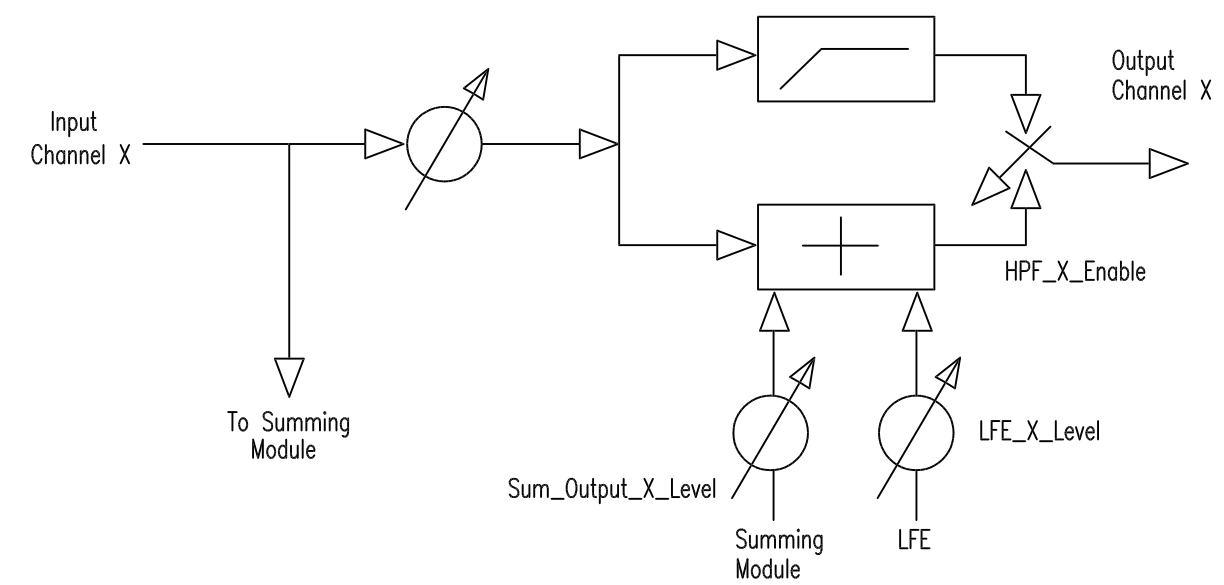 Output
Channel X
Input
Channel X
HPF_X_Enable
To Summing
Module
LFE_X_Level
Sum_Output_X_Level
Summing
Module
LFE